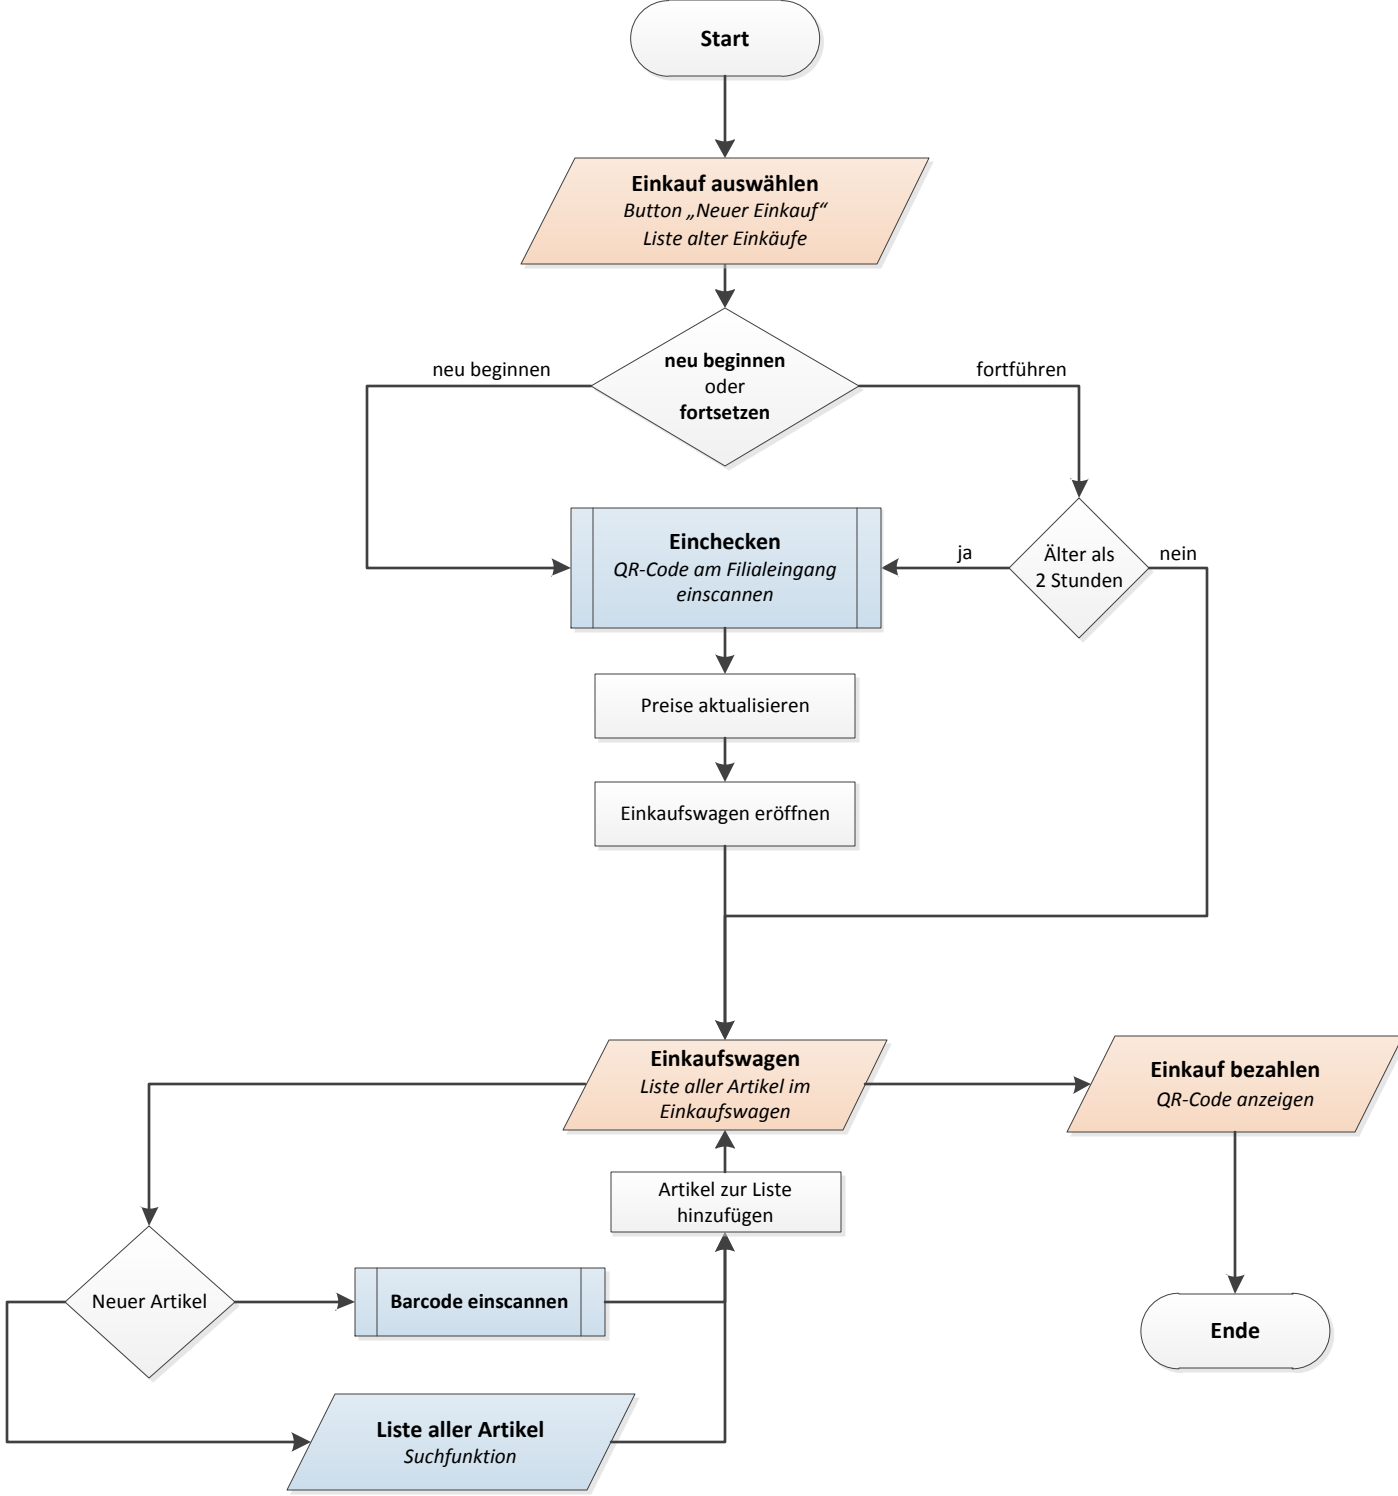 Start
Einkauf auswählen
Button „Neuer Einkauf“
Liste alter Einkäufe
neu beginnen
neu beginnen
oder
fortsetzen
fortführen
Einchecken
QR-Code am Filialeingang
einscannen
ja
Älter als
2 Stunden
nein
Preise aktualisieren
Einkaufswagen eröffnen
Einkaufswagen
Liste aller Artikel im
Einkaufswagen
Einkauf bezahlen
QR-Code anzeigen
Artikel zur Liste
hinzufügen
Neuer Artikel
Barcode einscannen
Ende
Liste aller Artikel
Suchfunktion